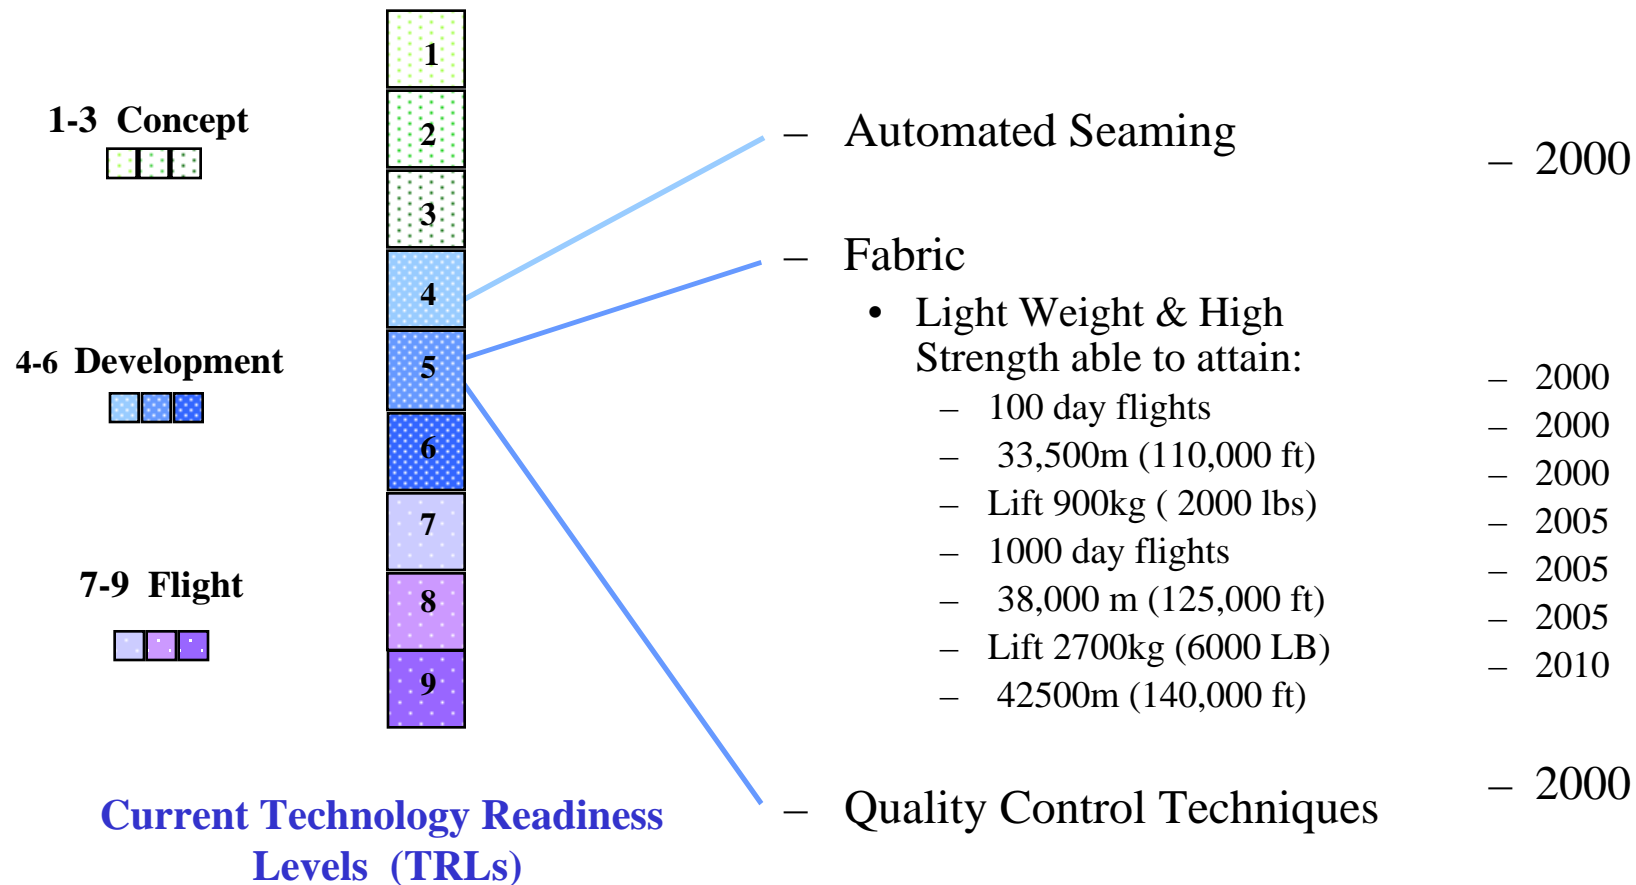 1
2
3
4
5
6
7
8
9
1-3 Concept
4-6 Development
7-9 Flight
Current Technology Readiness
Levels (TRLs)
– Automated Seaming
– Fabric
• Light Weight & High
Strength able to attain:
– 100 day flights
– 33,500m (110,000 ft)
– Lift 900kg ( 2000 lbs)
– 1000 day flights
– 38,000 m (125,000 ft)
– Lift 2700kg (6000 LB)
– 42500m (140,000 ft)
– Quality Control Techniques
– 2000
– 2000
– 2000
– 2000
– 2005
– 2005
– 2005
– 2010
– 2000